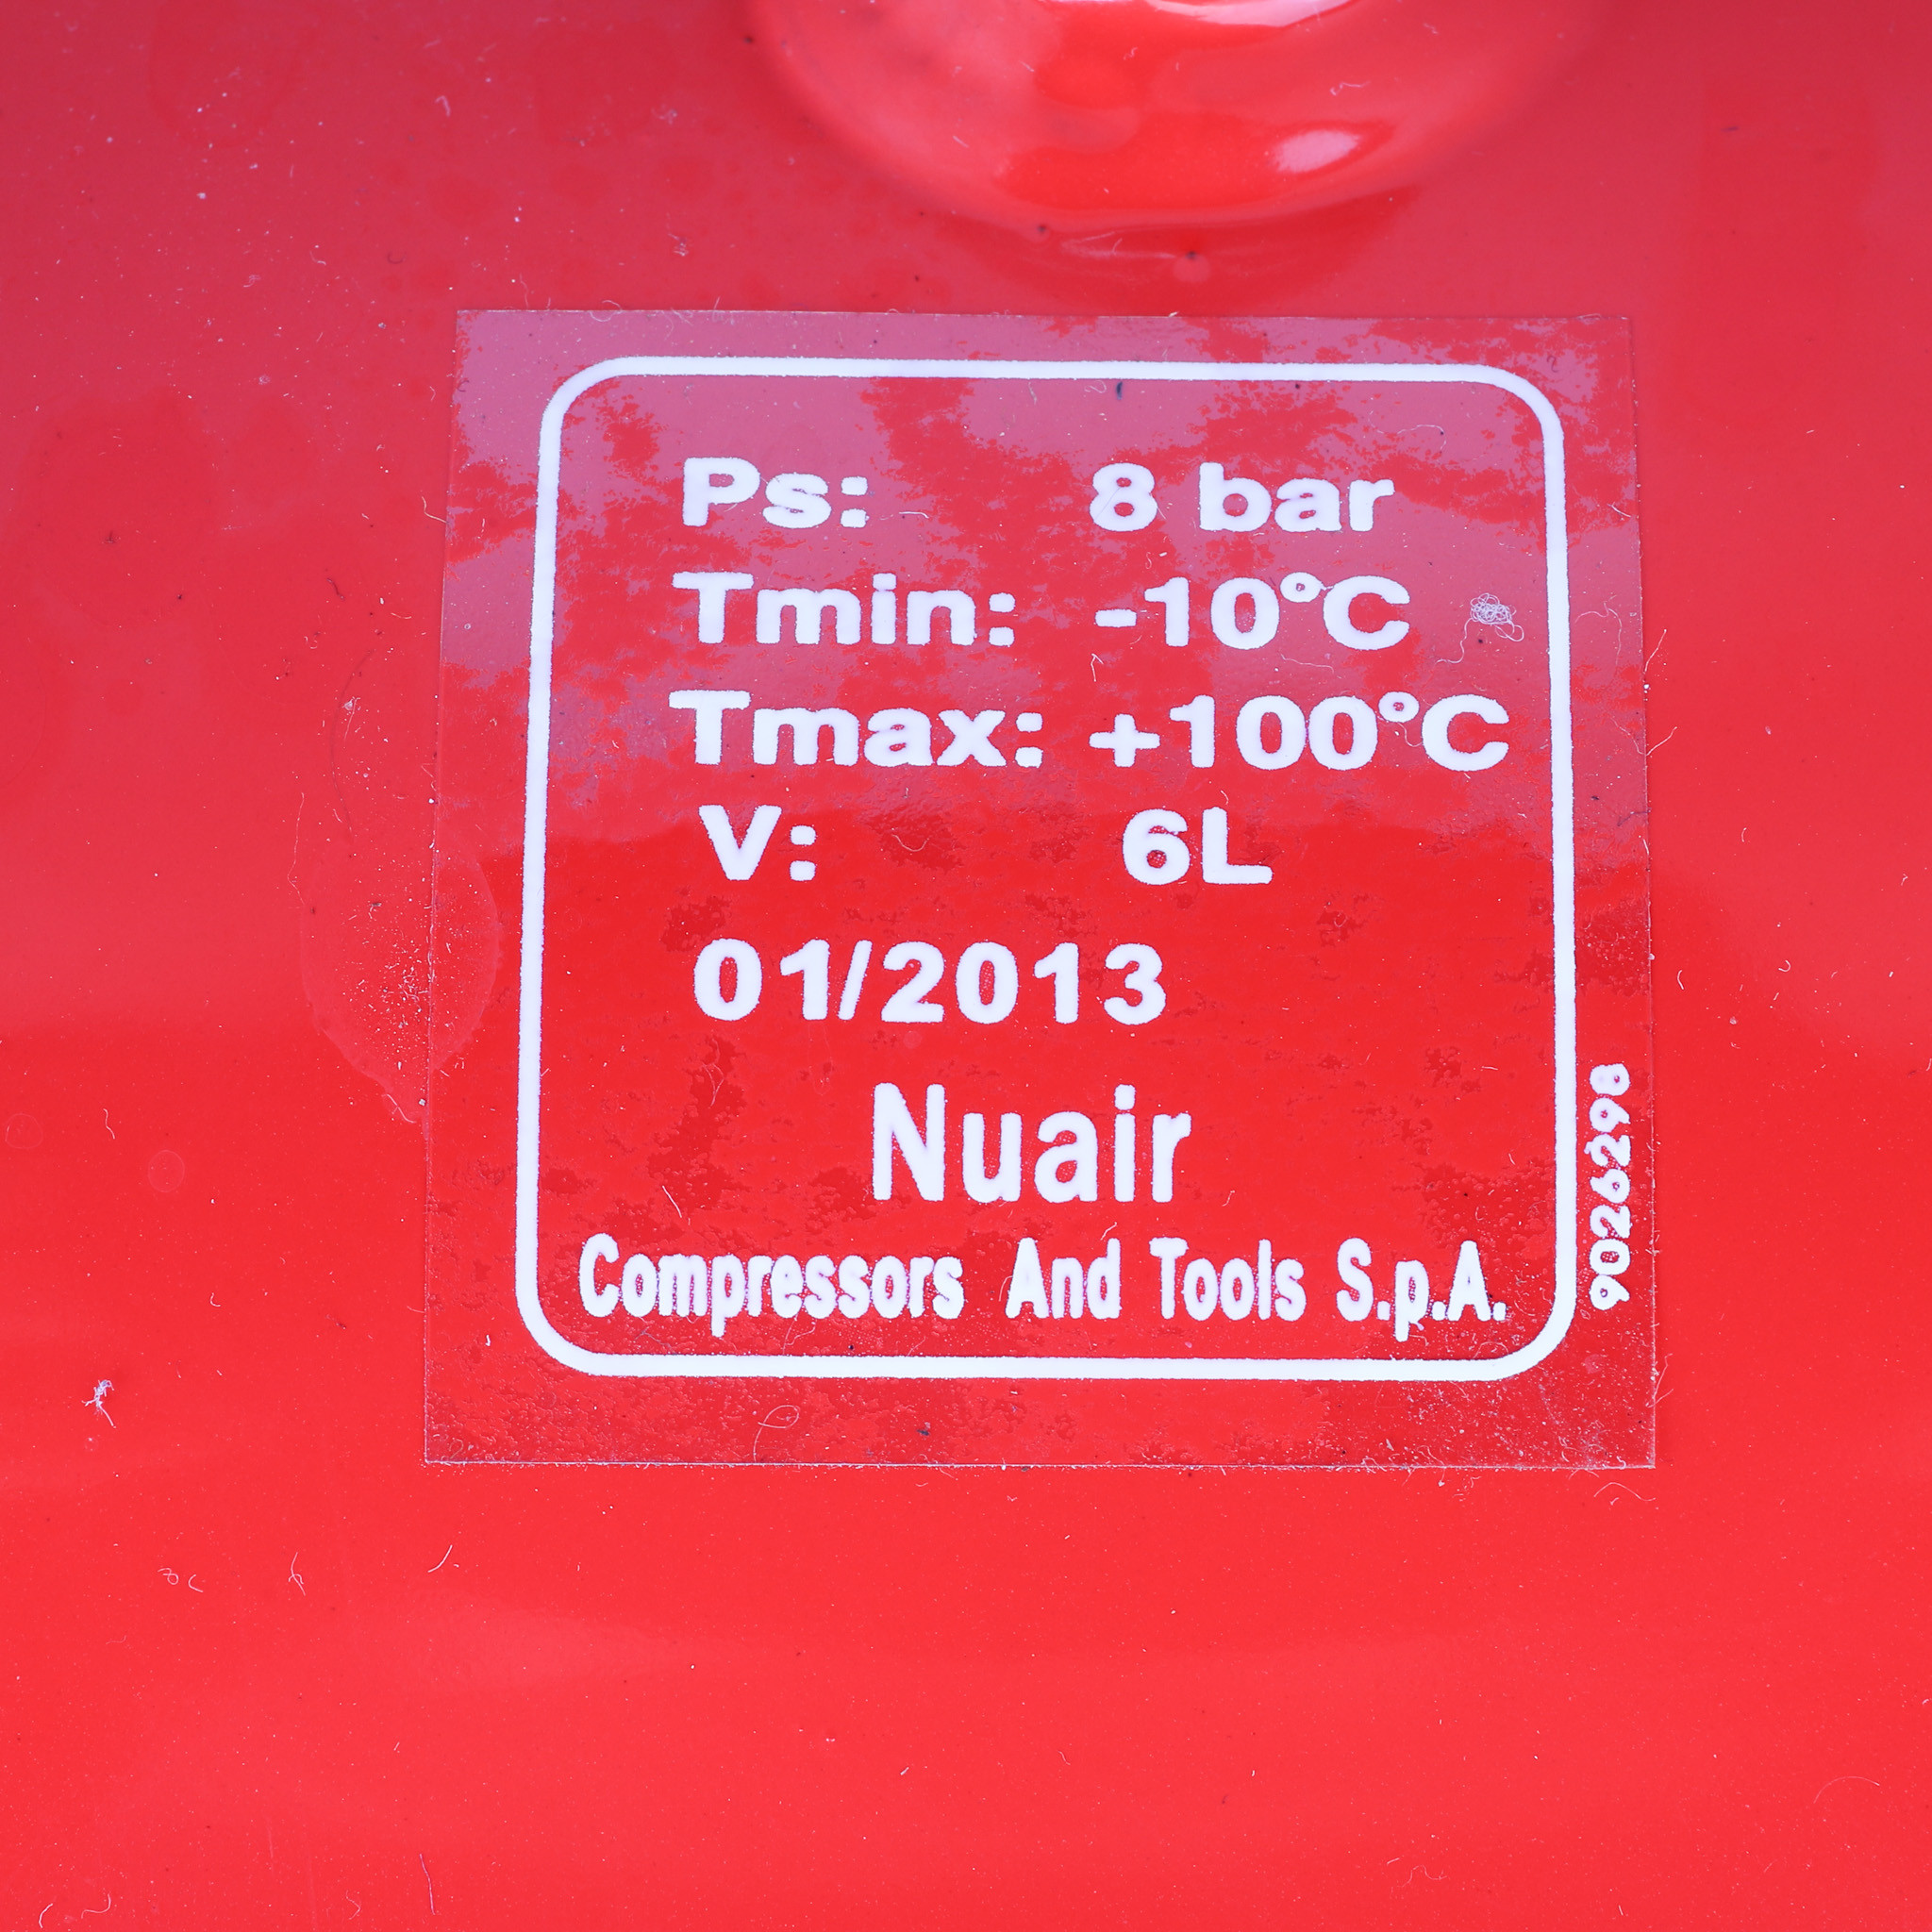 Ps: 8 bar
Tmin: -10°C
Tmax: +100°C
V: 6L
01/2013
Nuair
Compressors And Tools S.p.A.
9026298